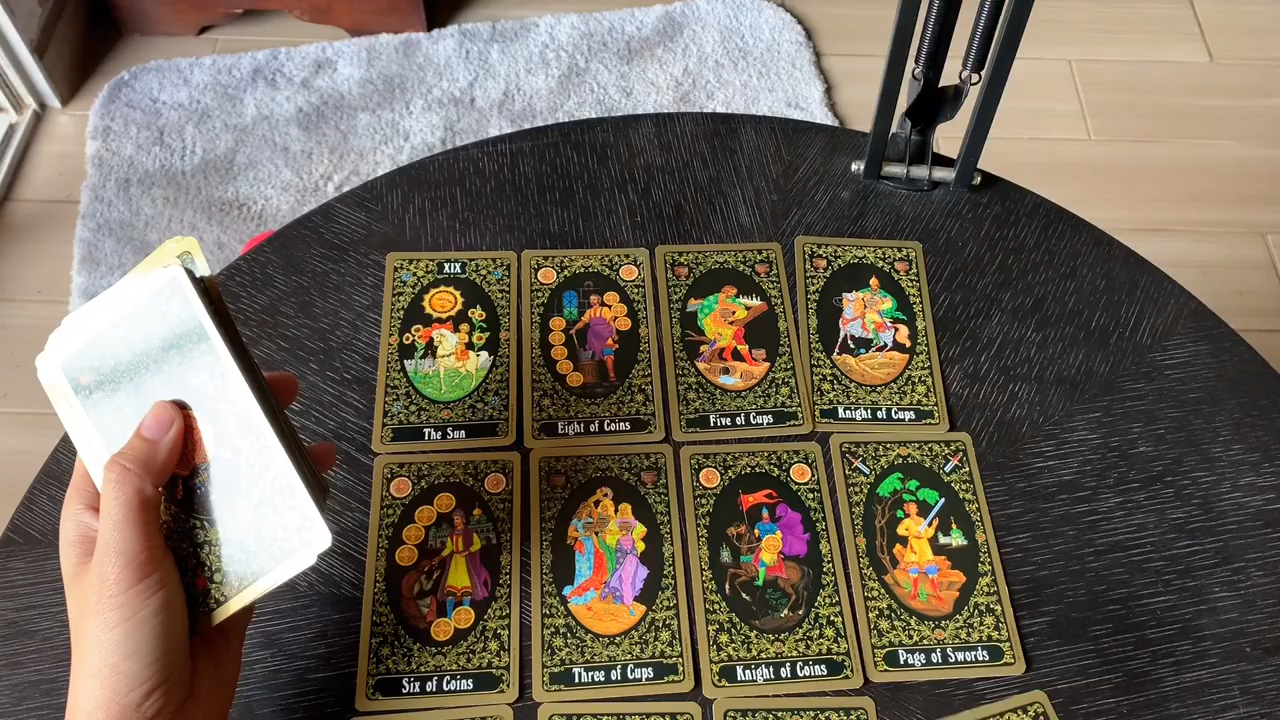 XIX
The Sun
Eight of Coins
Five of Cups
Knight of Cups
Six of Coins
Three of Cups
Knight of Coins
Page of Swords